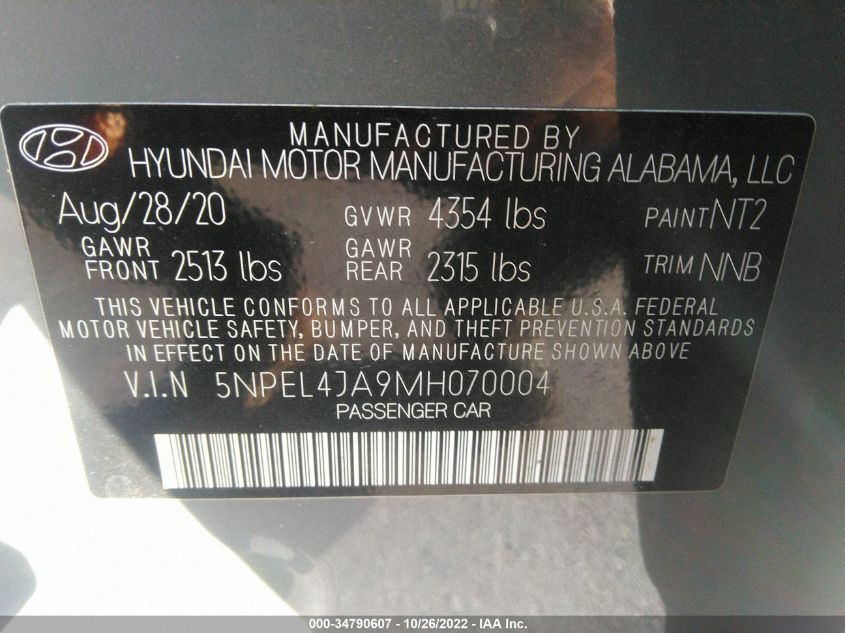 MANUFACTURED BY
HYUNDAI MOTOR MANUFACTURING ALABAMA, LLC
Aug/28/20 GVWR 4354 lbs PAINT NT2
GAWR FRONT 2513 lbs GAWR REAR 2315 lbs TRIM NNB
THIS VEHICLE CONFORMS TO ALL APPLICABLE U.S.A. FEDERAL
MOTOR VEHICLE SAFETY, BUMPER, AND THEFT PREVENTION STANDARDS
IN EFFECT ON THE DATE OF MANUFACTURE SHOWN ABOVE
V.I.N 5NPEL4JA9MH070004
PASSENGER CAR
000-34790607 - 10/26/2022 - IAA Inc.